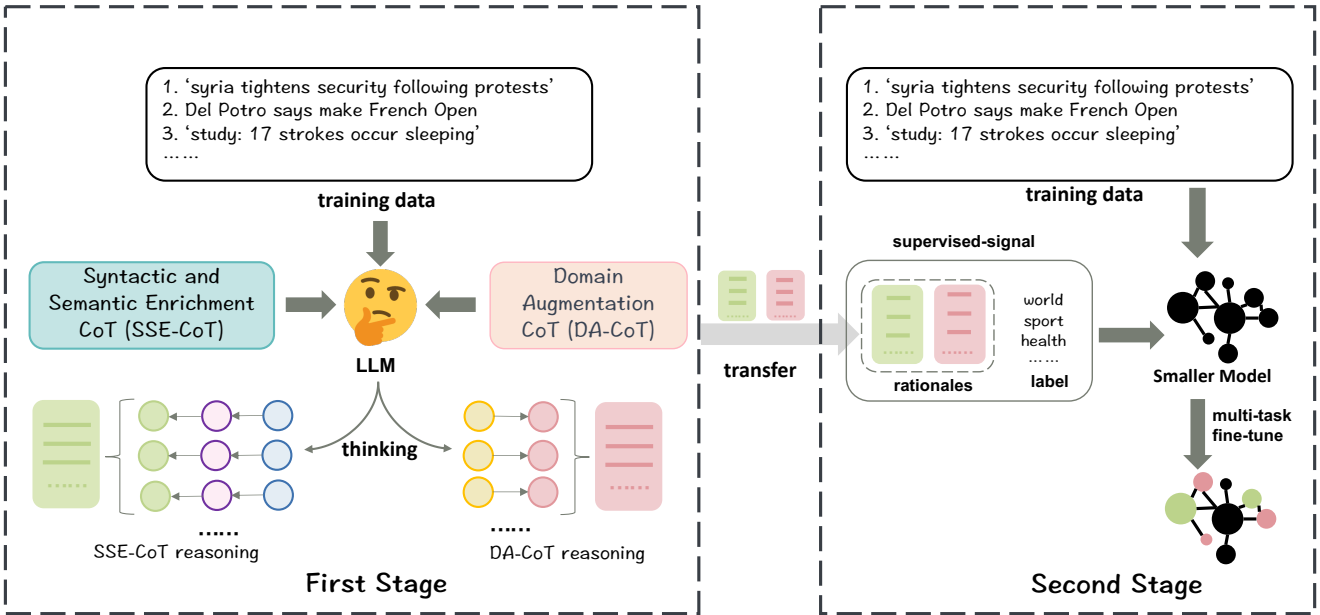 1. ‘syria tightens security following protests’
2. Del Potro says make French Open
3. ‘study: 17 strokes occur sleeping’
……
training data
Syntactic and
Semantic Enrichment
CoT (SSE-CoT)
LLM
Domain
Augmentation
CoT (DA-CoT)
thinking
……
SSE-CoT reasoning
……
DA-CoT reasoning
First Stage
transfer
1. ‘syria tightens security following protests’
2. Del Potro says make French Open
3. ‘study: 17 strokes occur sleeping’
……
training data
supervised-signal
rationales
world
sport
health
……
label
Smaller Model
multi-task
fine-tune
Second Stage